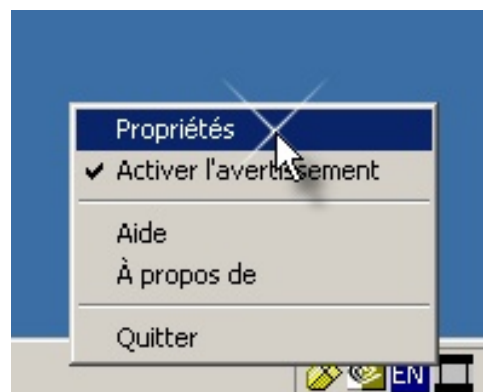 Propriétés
Activer l'avertissement
Aide
À propos de
Quitter
EN